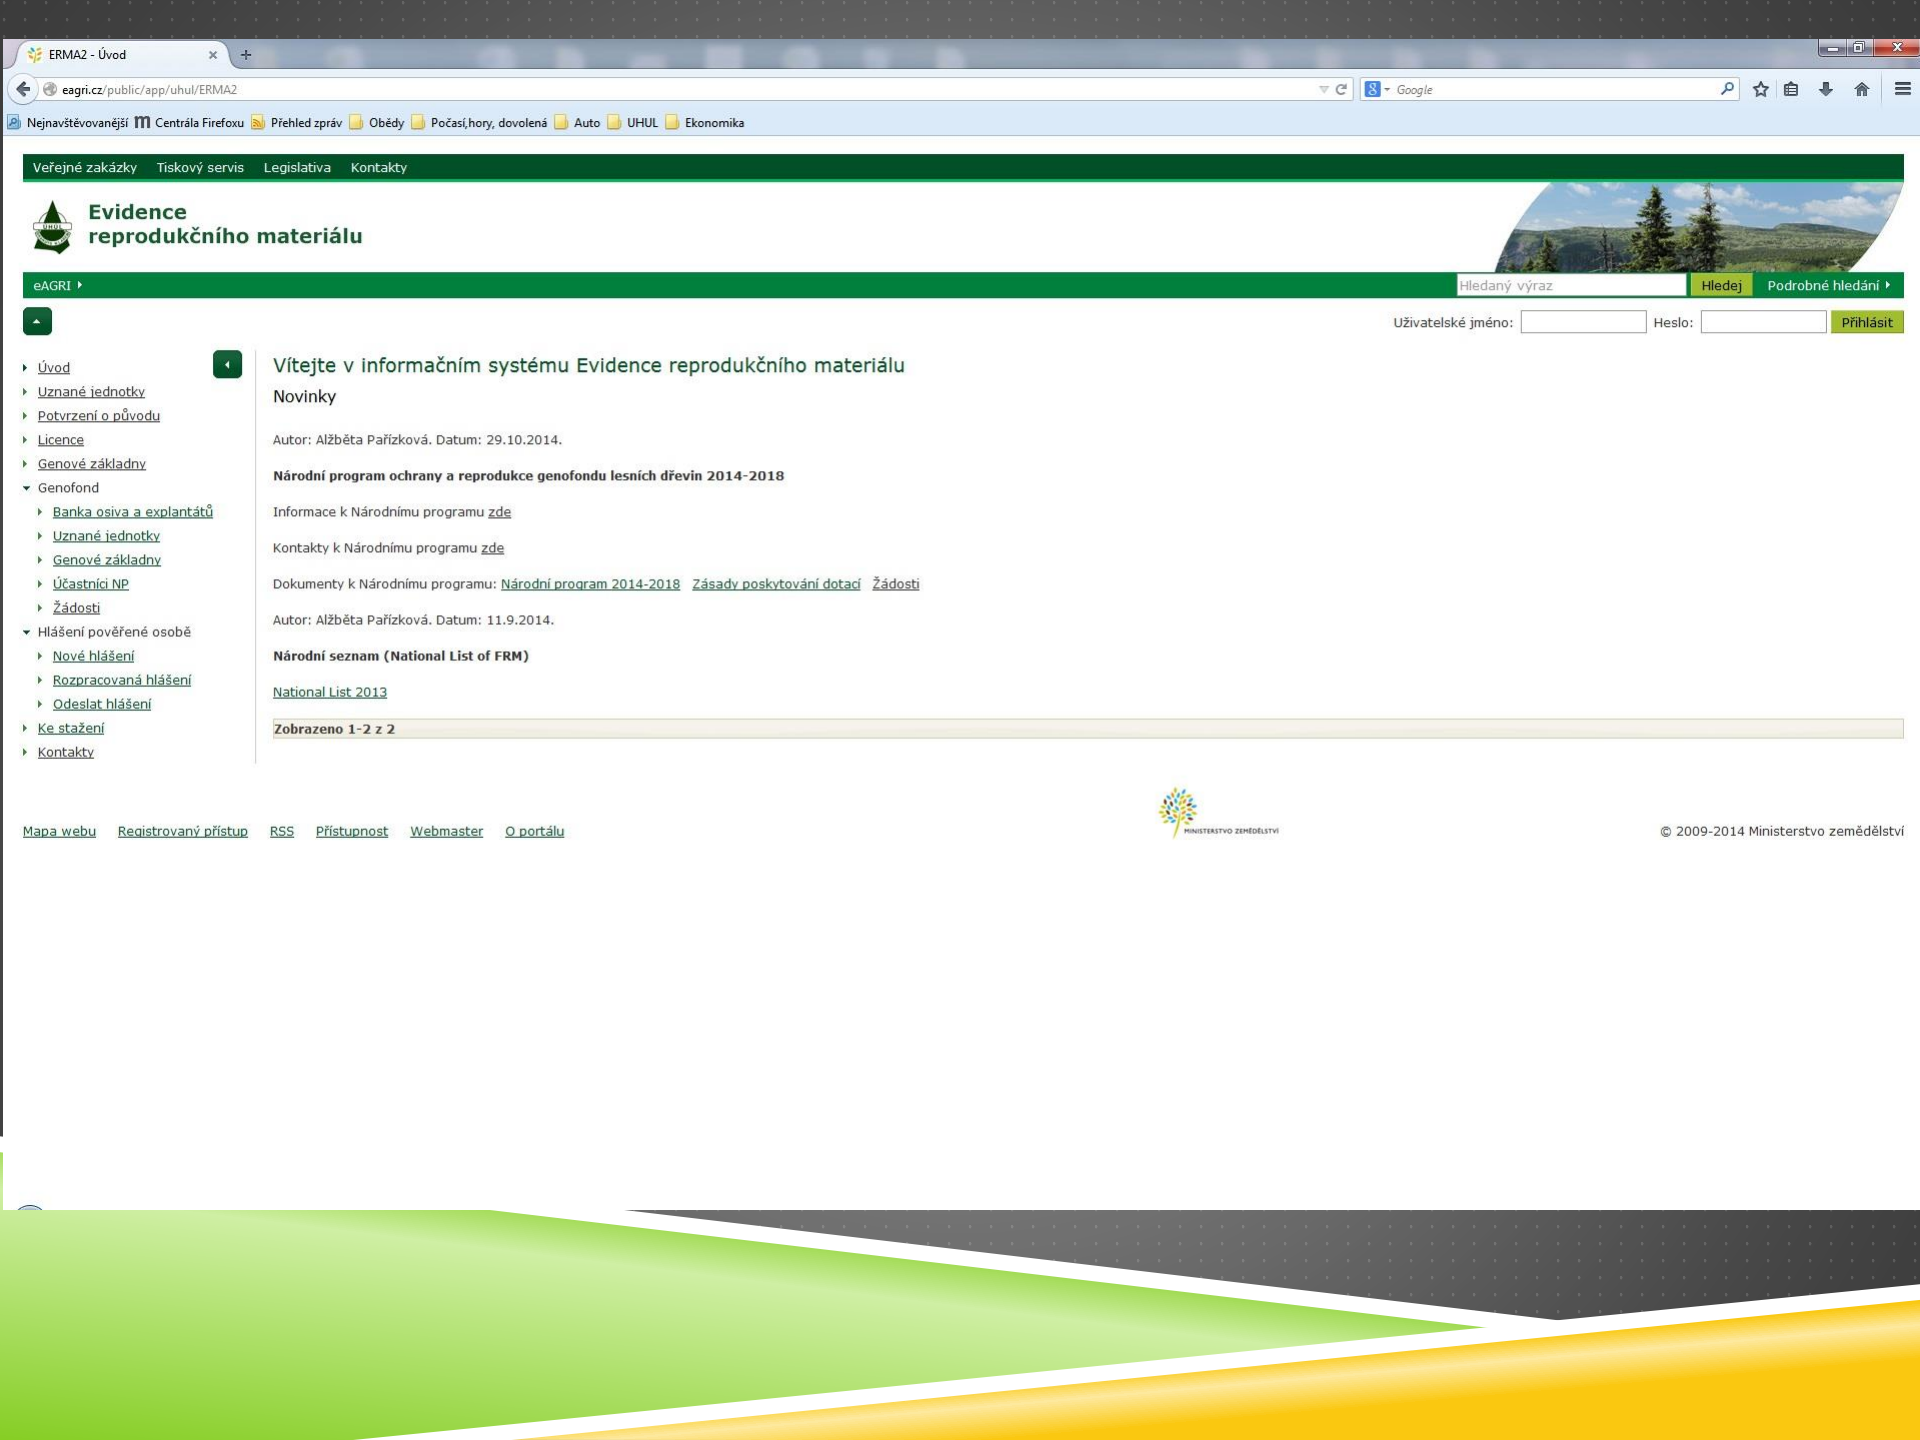 ERMA2 - Úvod
eagri.cz/public/app/uhul/ERMA2
Google
Nejnavštěvovanější Centrála Firefoxu Přehled zpráv Obědy Počasí,hory, dovolená Auto UHUL Ekonomika
Veřejné zakázky Tiskový servis Legislativa Kontakty
UHUL
Evidence
reprodukčního materiálu
eAGRI
Hledaný výraz Hledej Podrobné hledání
Uživatelské jméno: Heslo: Přihlásit
Úvod
Uznané jednotky
Potvrzení o původu
Licence
Genové základny
Genofond
Banka osiva a explantátů
Uznané jednotky
Genové základny
Účastníci NP
Žádosti
Hlášení pověřené osobě
Nové hlášení
Rozpracovaná hlášení
Odeslat hlášení
Ke stažení
Kontakty
Vítejte v informačním systému Evidence reprodukčního materiálu
Novinky
Autor: Alžběta Pařízková. Datum: 29.10.2014.
Národní program ochrany a reprodukce genofondu lesních dřevin 2014-2018
Informace k Národnímu programu zde
Kontakty k Národnímu programu zde
Dokumenty k Národnímu programu: Národní program 2014-2018 Zásady poskytování dotací Žádosti
Autor: Alžběta Pařízková. Datum: 11.9.2014.
Národní seznam (National List of FRM)
National List 2013
Zobrazeno 1-2 z 2
Mapa webu Registrovaný přístup RSS Přístupnost Webmaster O portálu
MINISTERSTVO ZEMĚDĚLSTVÍ
© 2009-2014 Ministerstvo zemědělství